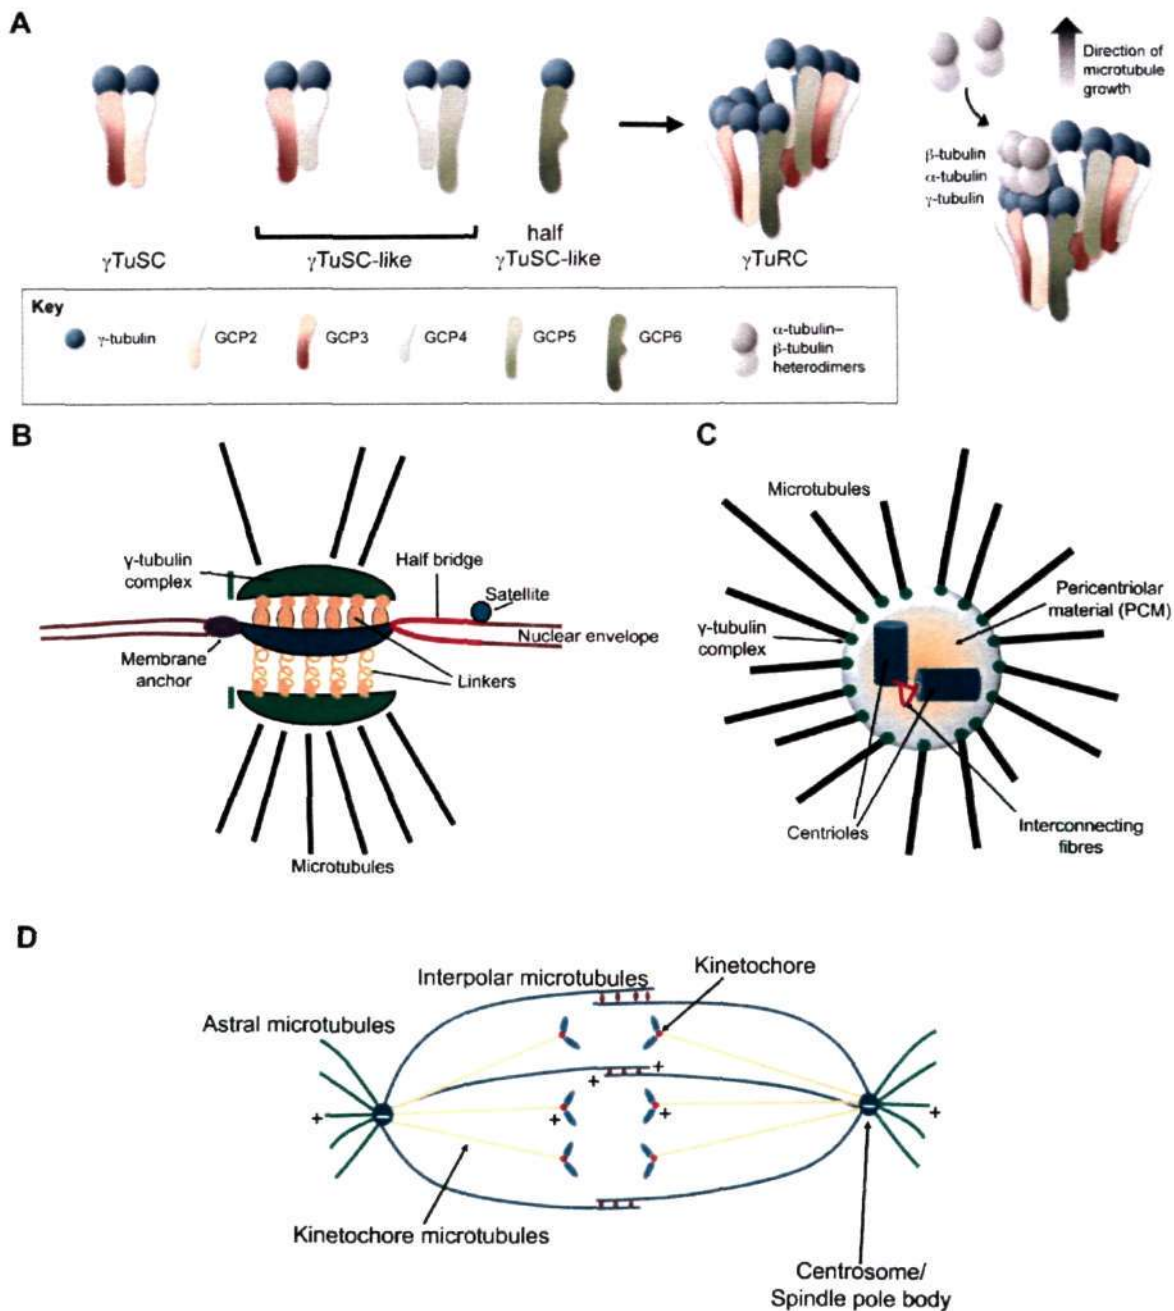 A
Direction of
microtubule
growth
β-tubulin
α-tubulin
γ-tubulin
γTuSC
γTuSC-like
half
γTuSC-like
γTuRC
Key
γ-tubulin
GCP2
GCP3
GCP4
GCP5
GCP6
α-tubulin–
β-tubulin
heterodimers
B
γ-tubulin
complex
Half bridge
Satellite
Nuclear envelope
Membrane
anchor
Linkers
Microtubules
C
Microtubules
Pericentriolar
material (PCM)
γ-tubulin
complex
Centrioles
Interconnecting
fibres
D
Interpolar microtubules
Kinetochore
Astral microtubules
+
+
+
+
+
+
Kinetochore microtubules
Centrosome/
Spindle pole body